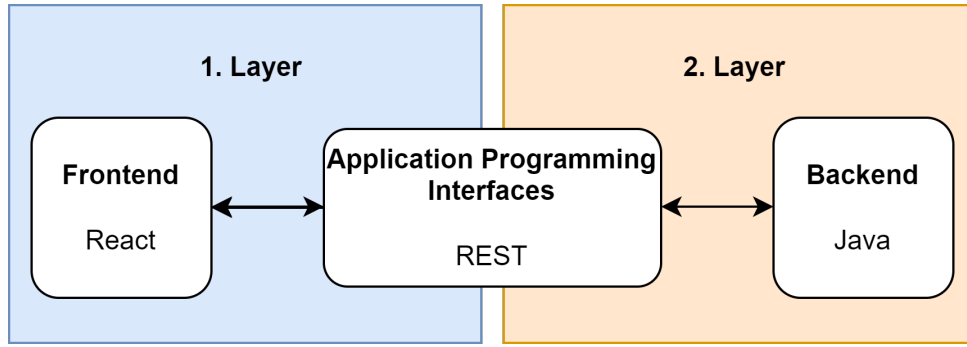 1. Layer
2. Layer
Frontend
React
Application Programming
Interfaces
REST
Backend
Java